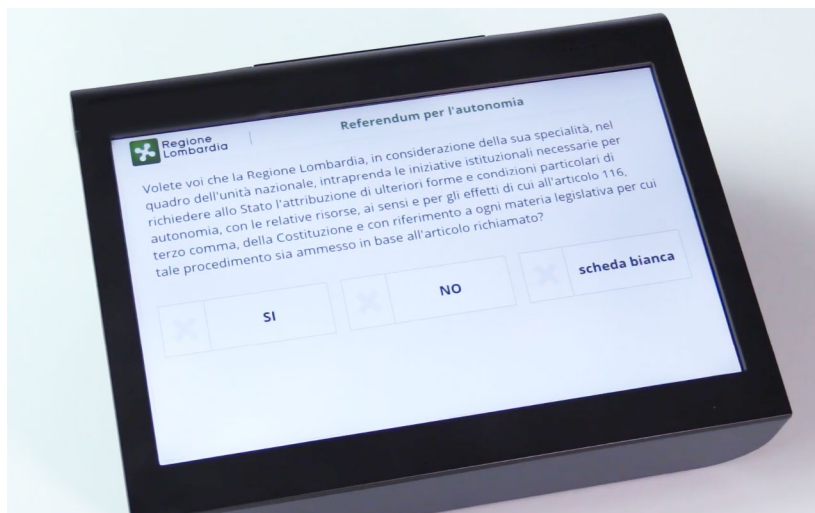 Regione
Lombardia
Referendum per l'autonomia
Volete voi che la Regione Lombardia, in considerazione della sua specialità, nel
quadro dell'unità nazionale, intraprenda le iniziative istituzionali necessarie per
richiedere allo Stato l'attribuzione di ulteriori forme e condizioni particolari di
autonomia, con le relative risorse, ai sensi e per gli effetti di cui all'articolo 116,
terzo comma, della Costituzione e con riferimento a ogni materia legislativa per cui
tale procedimento sia ammesso in base all'articolo richiamato?
SI
NO
scheda bianca